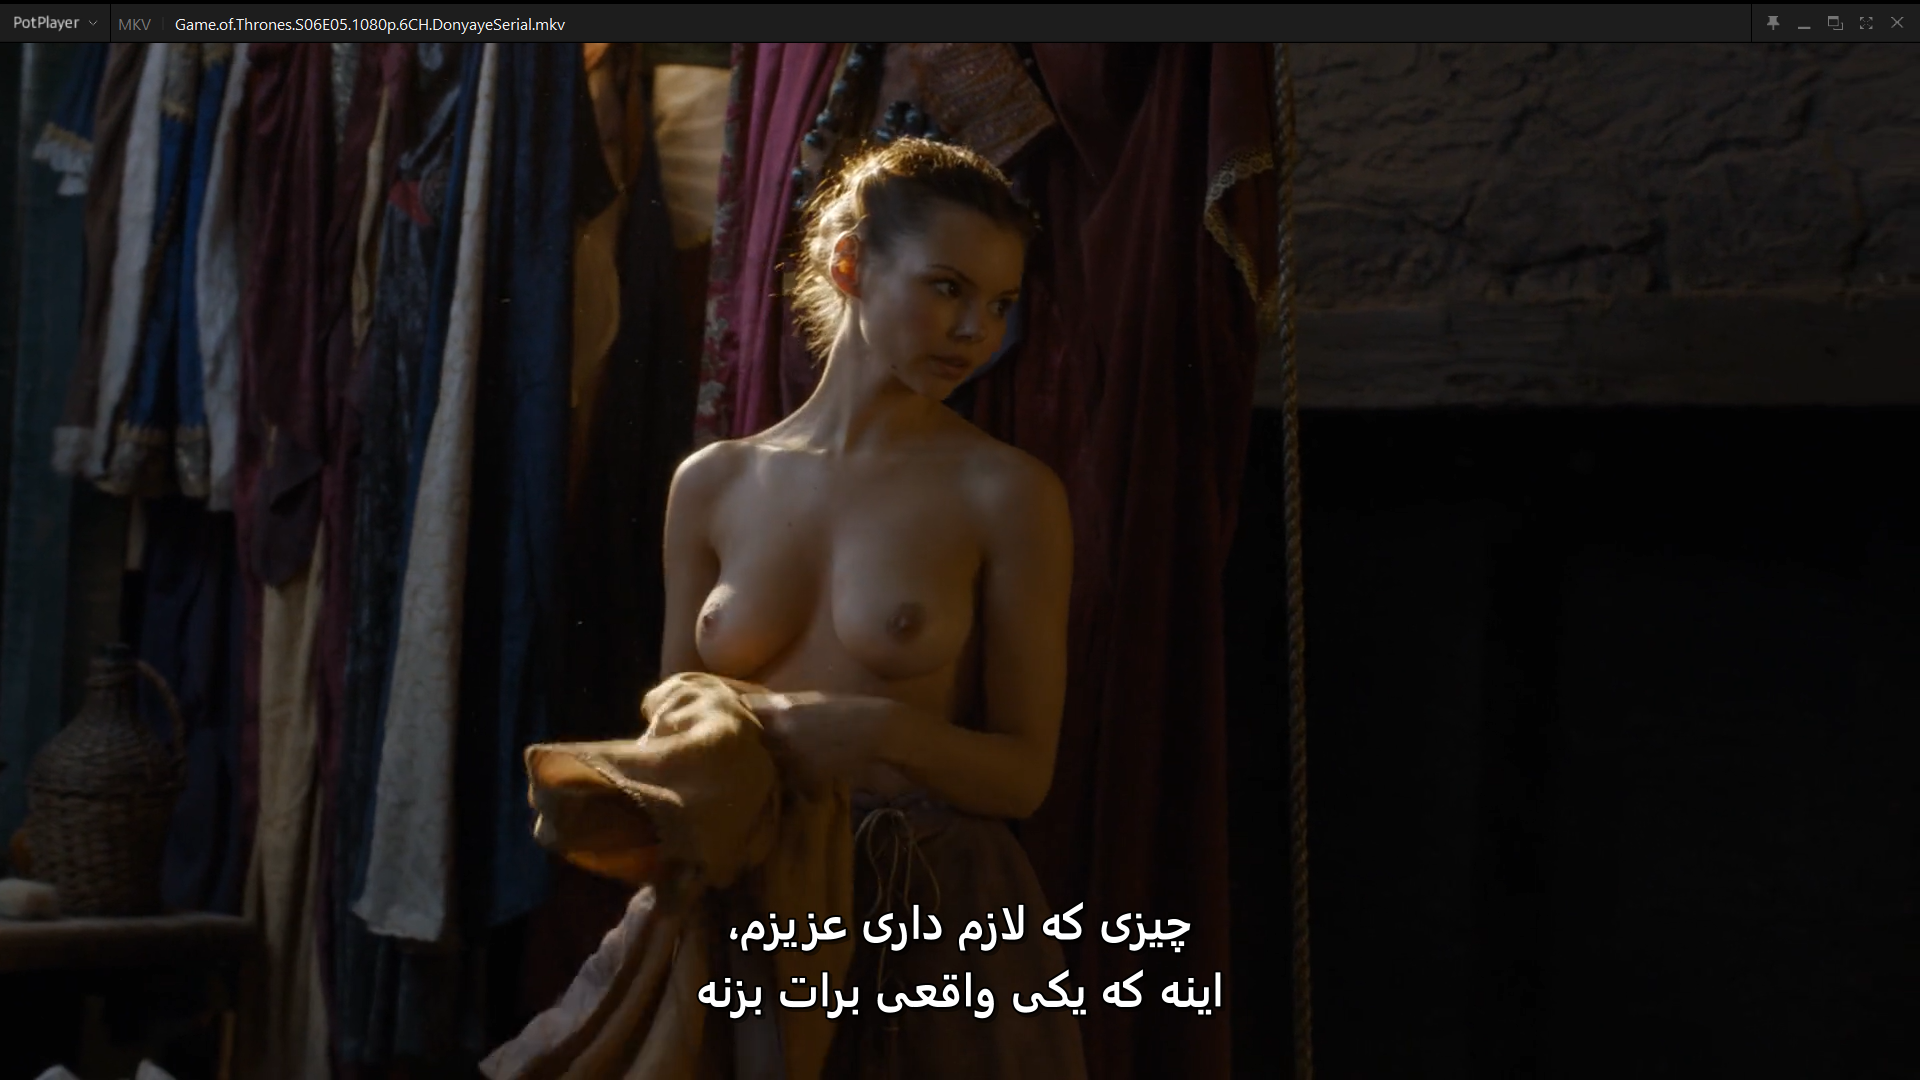 PotPlayer
MKV
Game.of.Thrones.S06E05.1080p.6CH.DonyayeSerial.mkv
چیزی که لازم داری عزیزم،
اینه که یکی واقعی برات بزنه